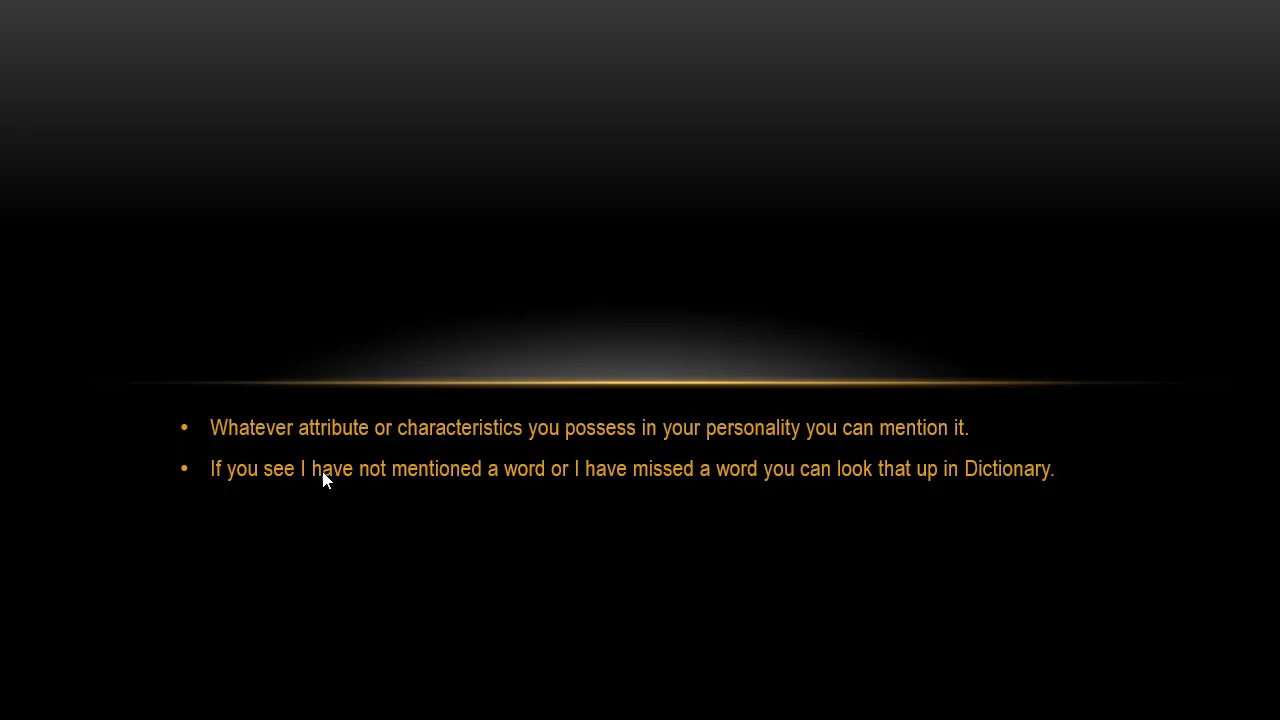 • Whatever attribute or characteristics you possess in your personality you can mention it.
• If you see I have not mentioned a word or I have missed a word you can look that up in Dictionary.